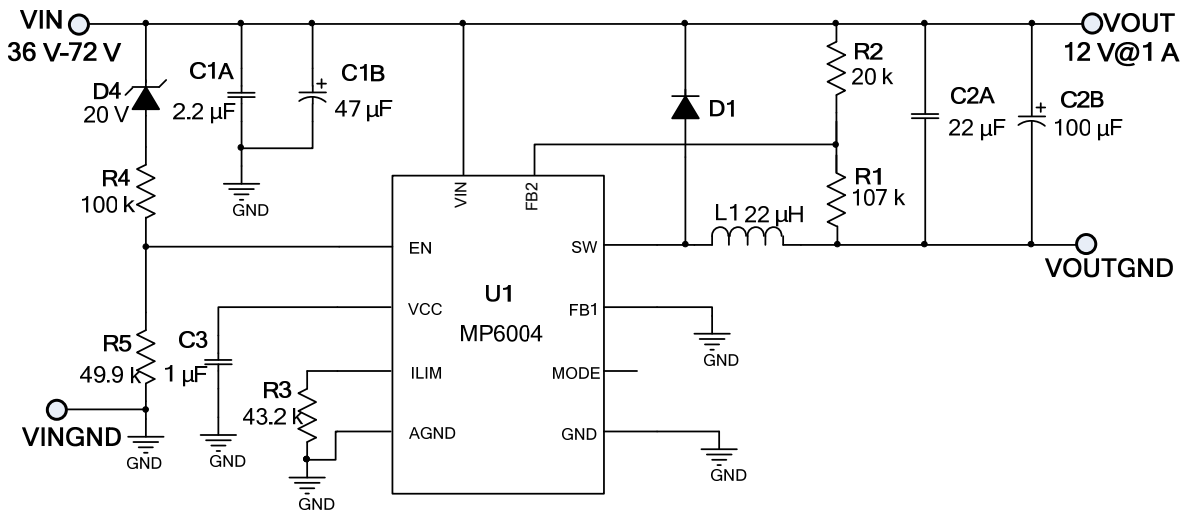 VIN
36 V-72 V
D4
20 V
C1A
2.2 µF
C1B
47 µF
GND
R4
100 k
R5
49.9 k
VINGND
GND
C3
1 µF
GND
R3
43.2 k
GND
VIN
FB2
EN
VCC
ILIM
AGND
U1
MP6004
SW
FB1
MODE
GND
D1
L1 22 µH
GND
GND
R2
20 k
R1
107 k
C2A
22 µF
C2B
100 µF
VOUT
12 V@1 A
VOUTGND